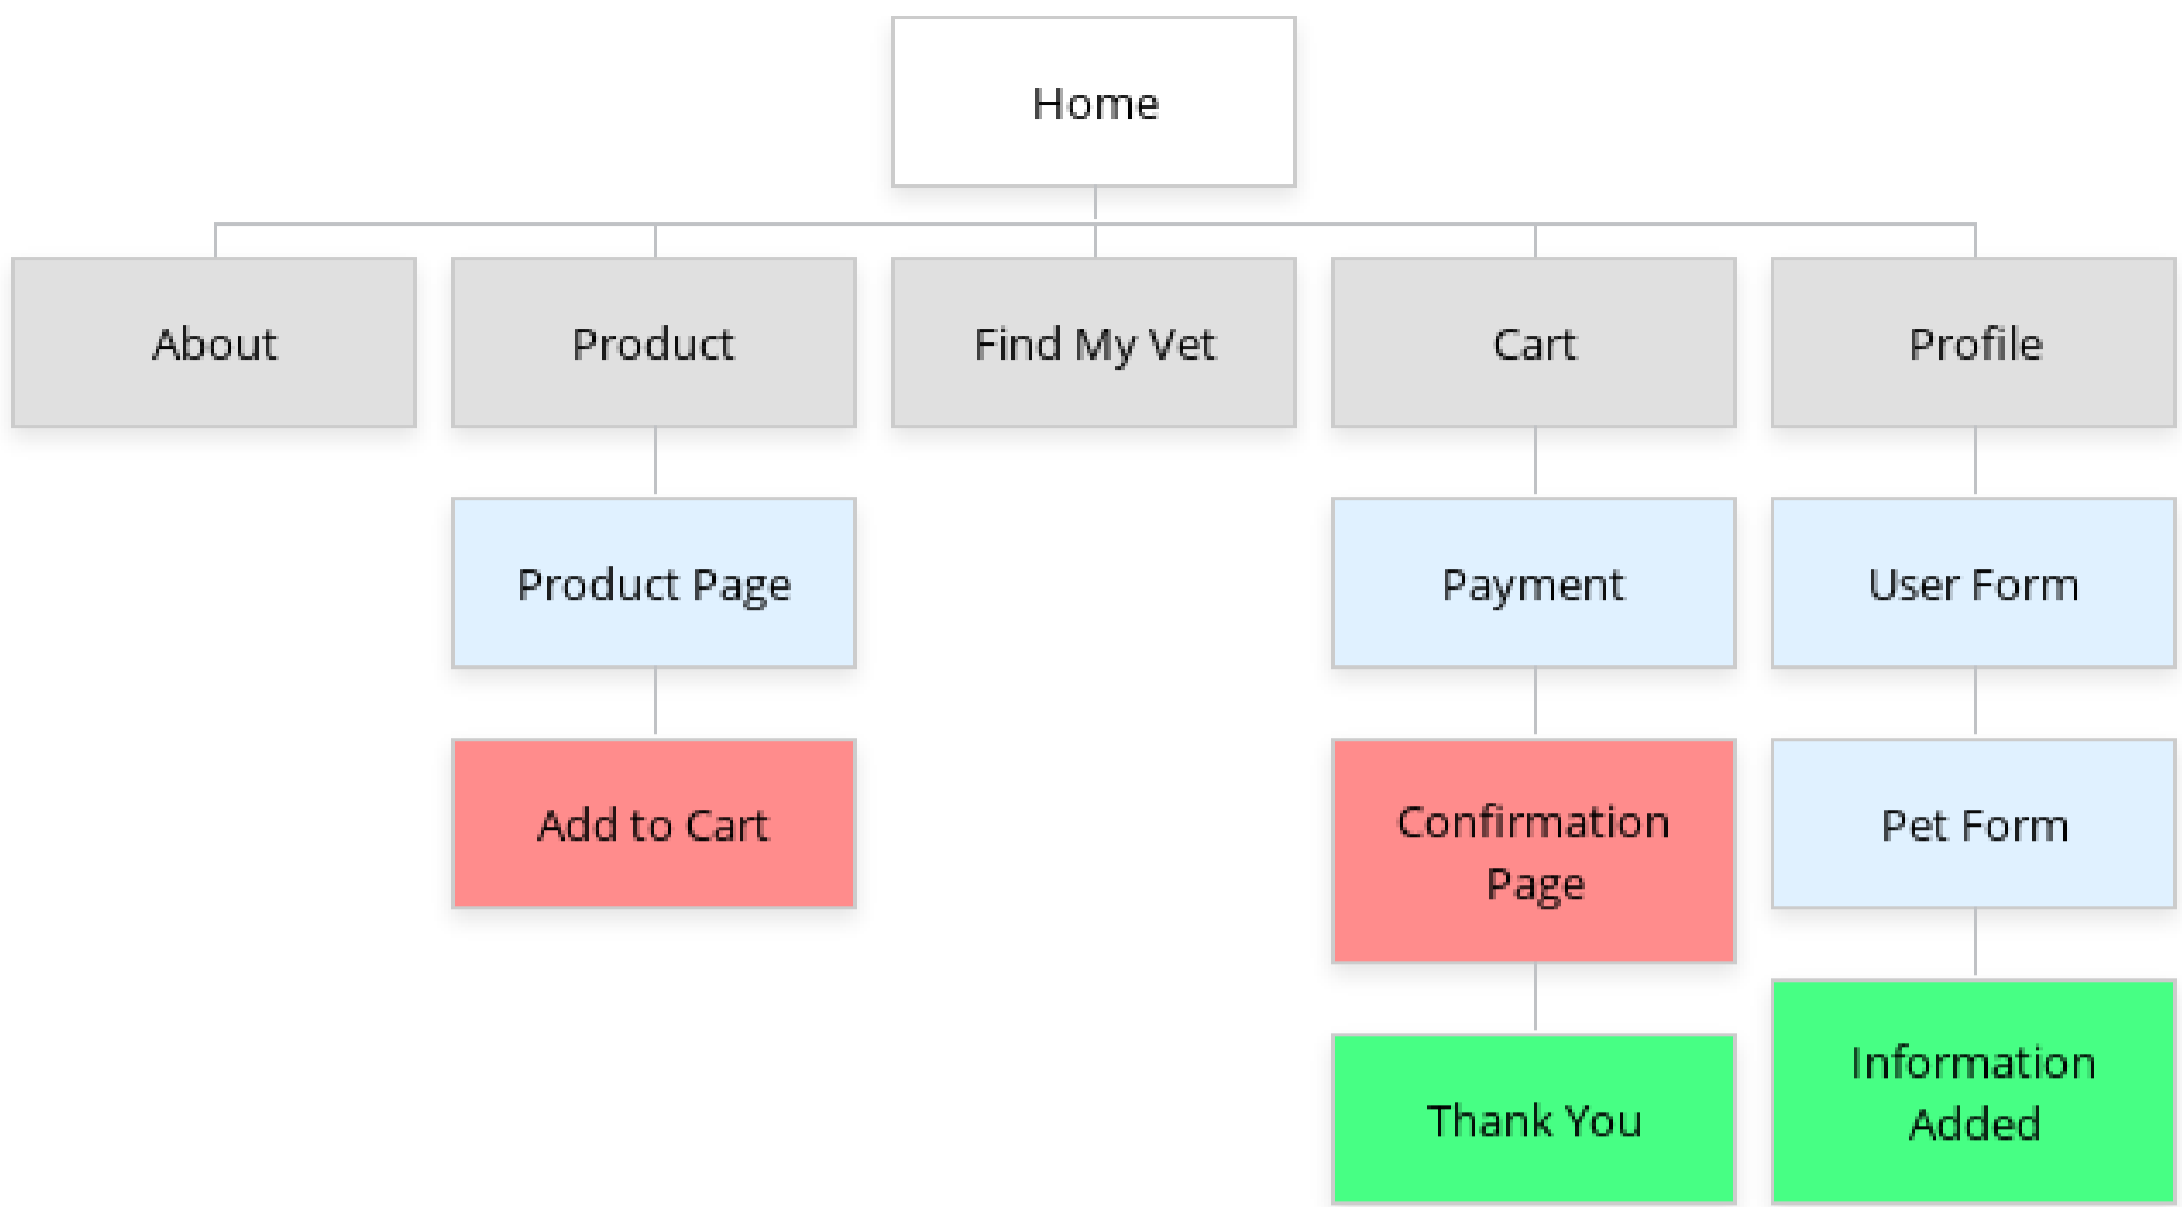 Home
About
Product
Find My Vet
Cart
Profile
Product Page
Payment
User Form
Add to Cart
Confirmation
Page
Pet Form
Thank You
Information
Added